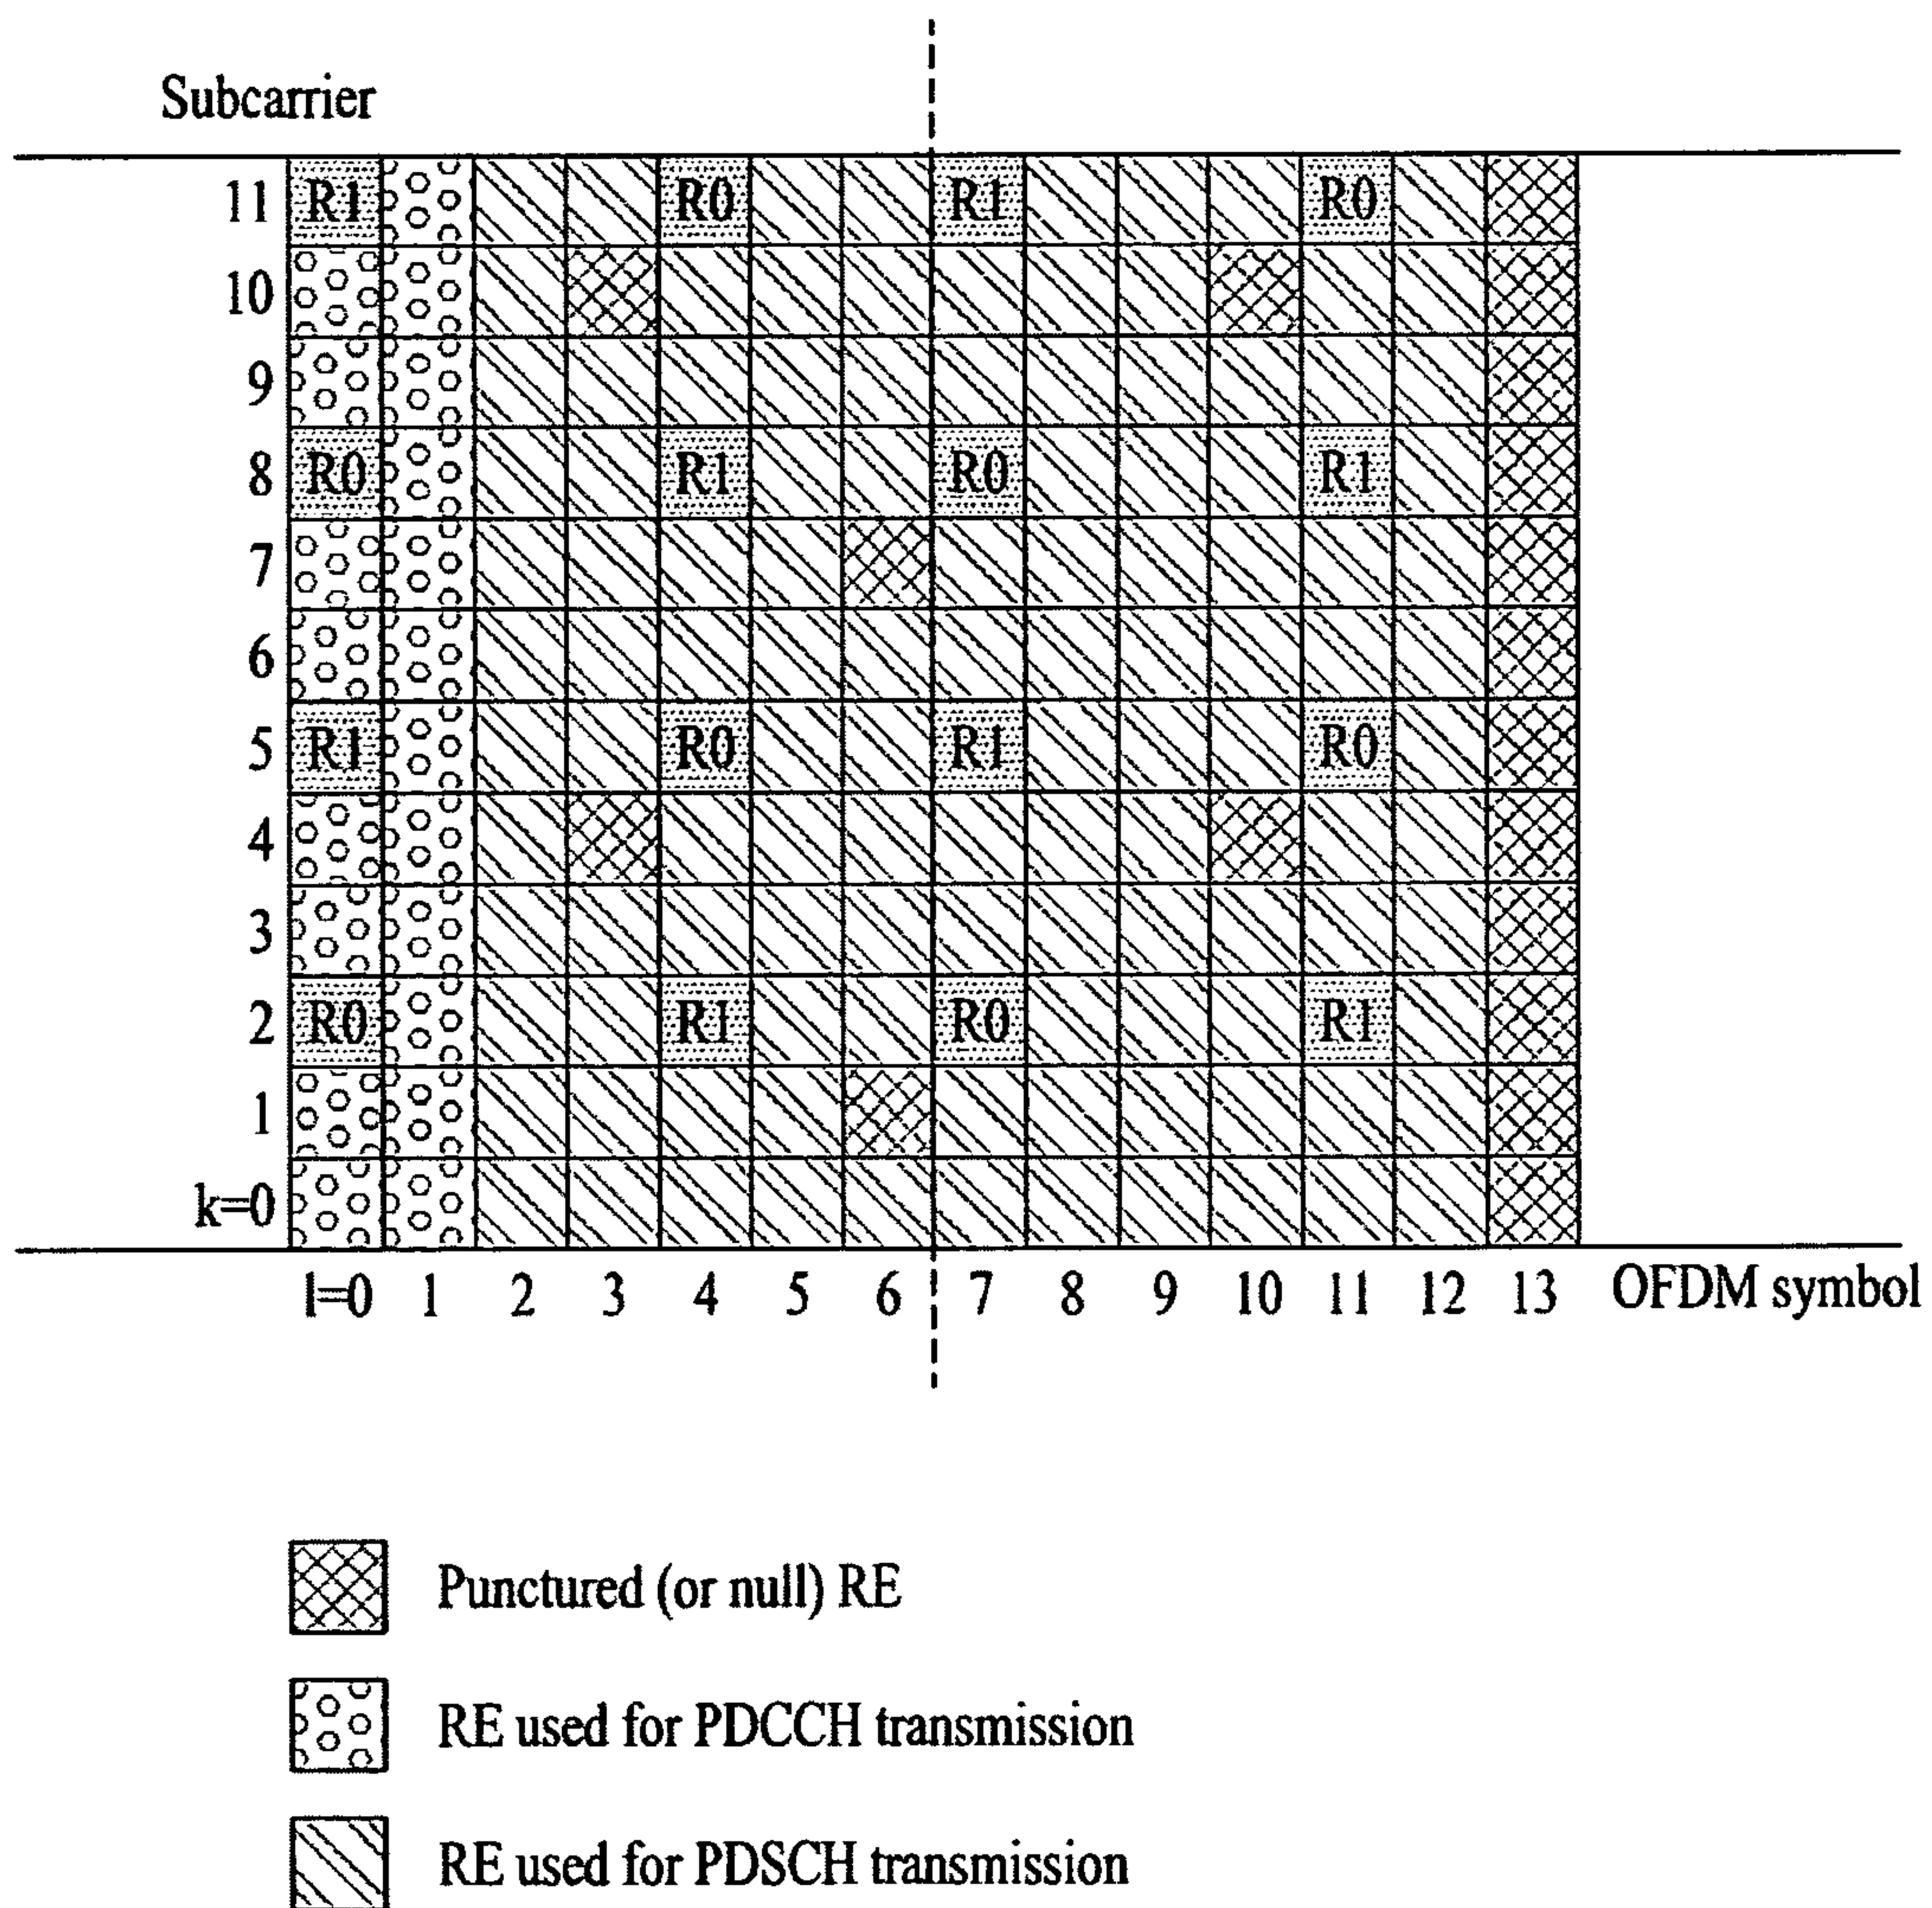 Subcarrier
11 R1 R0 R1 R0
10
9
8 R0 R1 R0 R1
7
6
5 R1 R0 R1 R0
4
3
2 R0 R1 R0 R1
1
k=0
l=0 1 2 3 4 5 6 7 8 9 10 11 12 13 OFDM symbol
Punctured (or null) RE
RE used for PDCCH transmission
RE used for PDSCH transmission